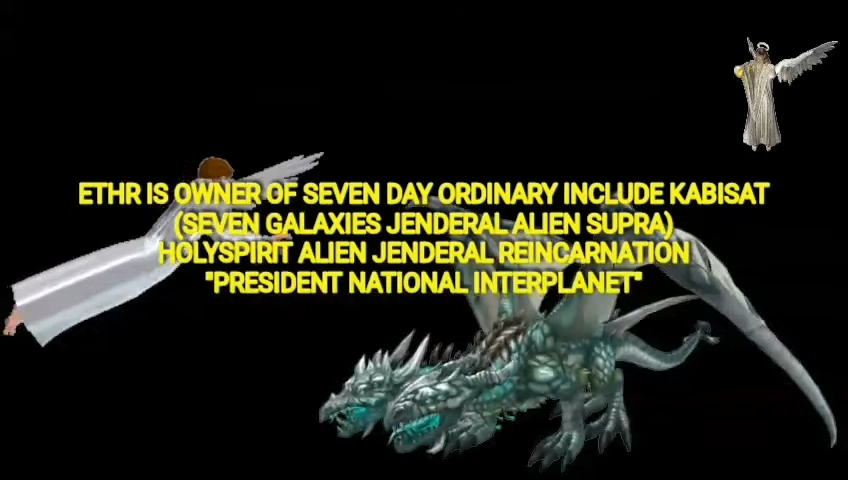 ETHR IS OWNER OF SEVEN DAY ORDINARY INCLUDE KABISAT
(SEVEN GALAXIES JENDERAL ALIEN SUPRA)
HOLYSPIRIT ALIEN JENDERAL REINCARNATION
"PRESIDENT NATIONAL INTERPLANET"